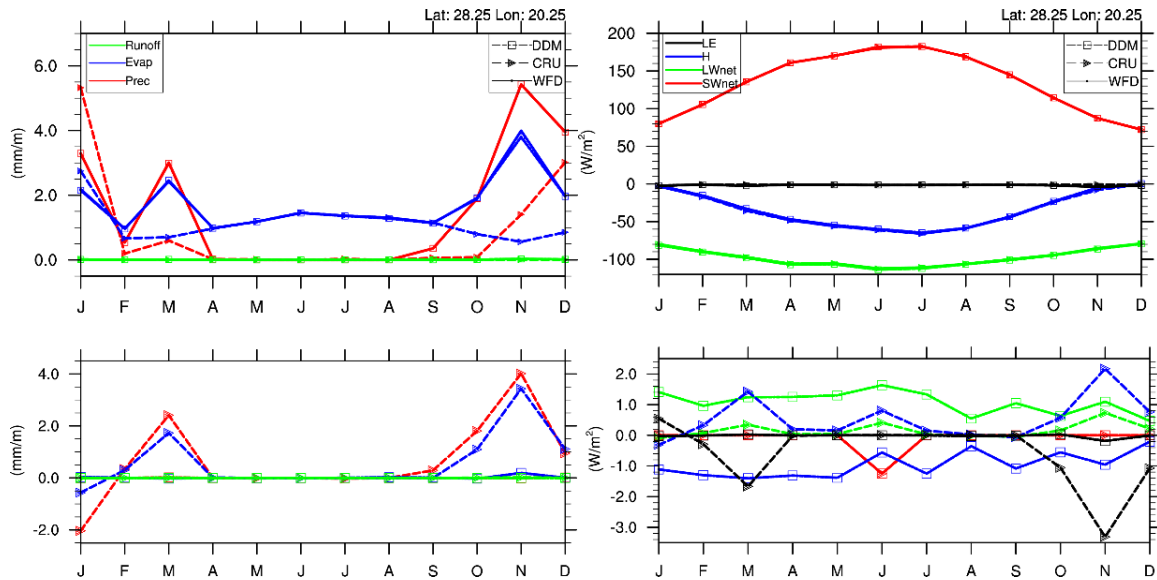 Lat: 28.25 Lon: 20.25
Runoff
Evap
Prec
DDM
CRU
WFD
(mm/m)
6.0
4.0
2.0
0.0
J F M A M J J A S O N D
Lat: 28.25 Lon: 20.25
LE
H
LWnet
SWnet
DDM
CRU
WFD
(W/m²)
200
150
100
50
0
-50
-100
J F M A M J J A S O N D
(mm/m)
4.0
2.0
0.0
-2.0
J F M A M J J A S O N D
(W/m²)
2.0
1.0
0.0
-1.0
-2.0
-3.0
J F M A M J J A S O N D